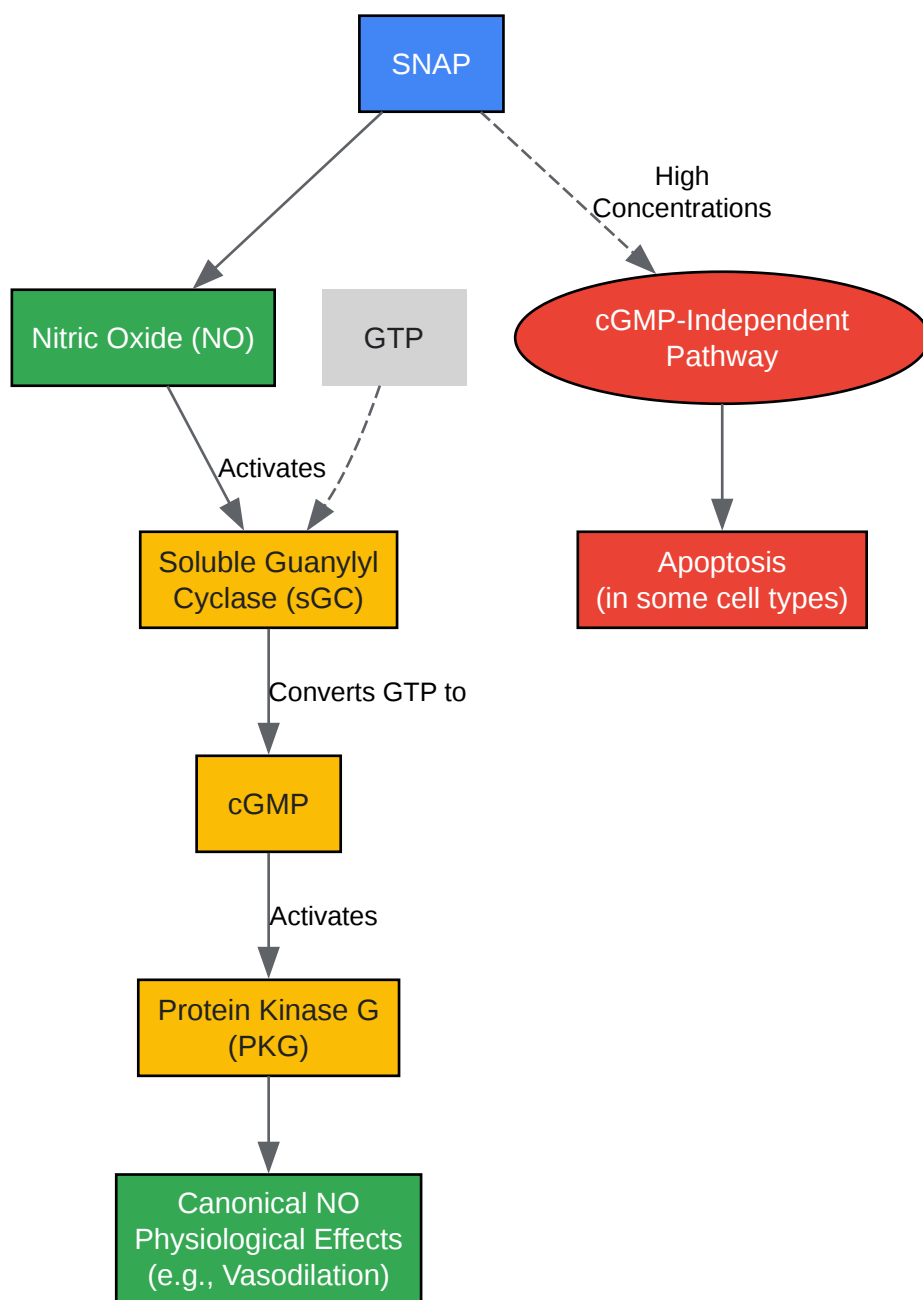 SNAP
High
Concentrations
Nitric Oxide (NO)
GTP
cGMP-Independent
Pathway
Activates
Soluble Guanylyl
Cyclase (sGC)
Apoptosis
(in some cell types)
Converts GTP to
cGMP
Activates
Protein Kinase G
(PKG)
Canonical NO
Physiological Effects
(e.g., Vasodilation)